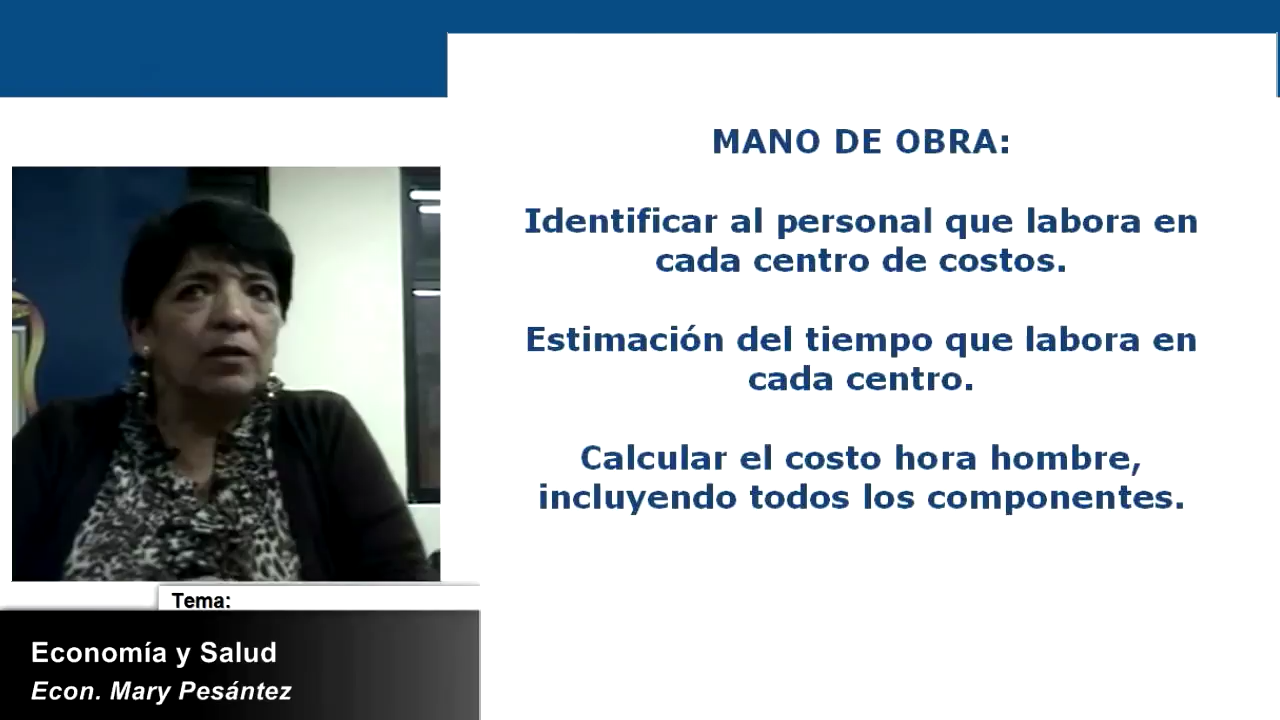 MANO DE OBRA:
Identificar al personal que labora en
cada centro de costos.
Estimación del tiempo que labora en
cada centro.
Calcular el costo hora hombre,
incluyendo todos los componentes.
Tema:
Economía y Salud
Econ. Mary Pesántez